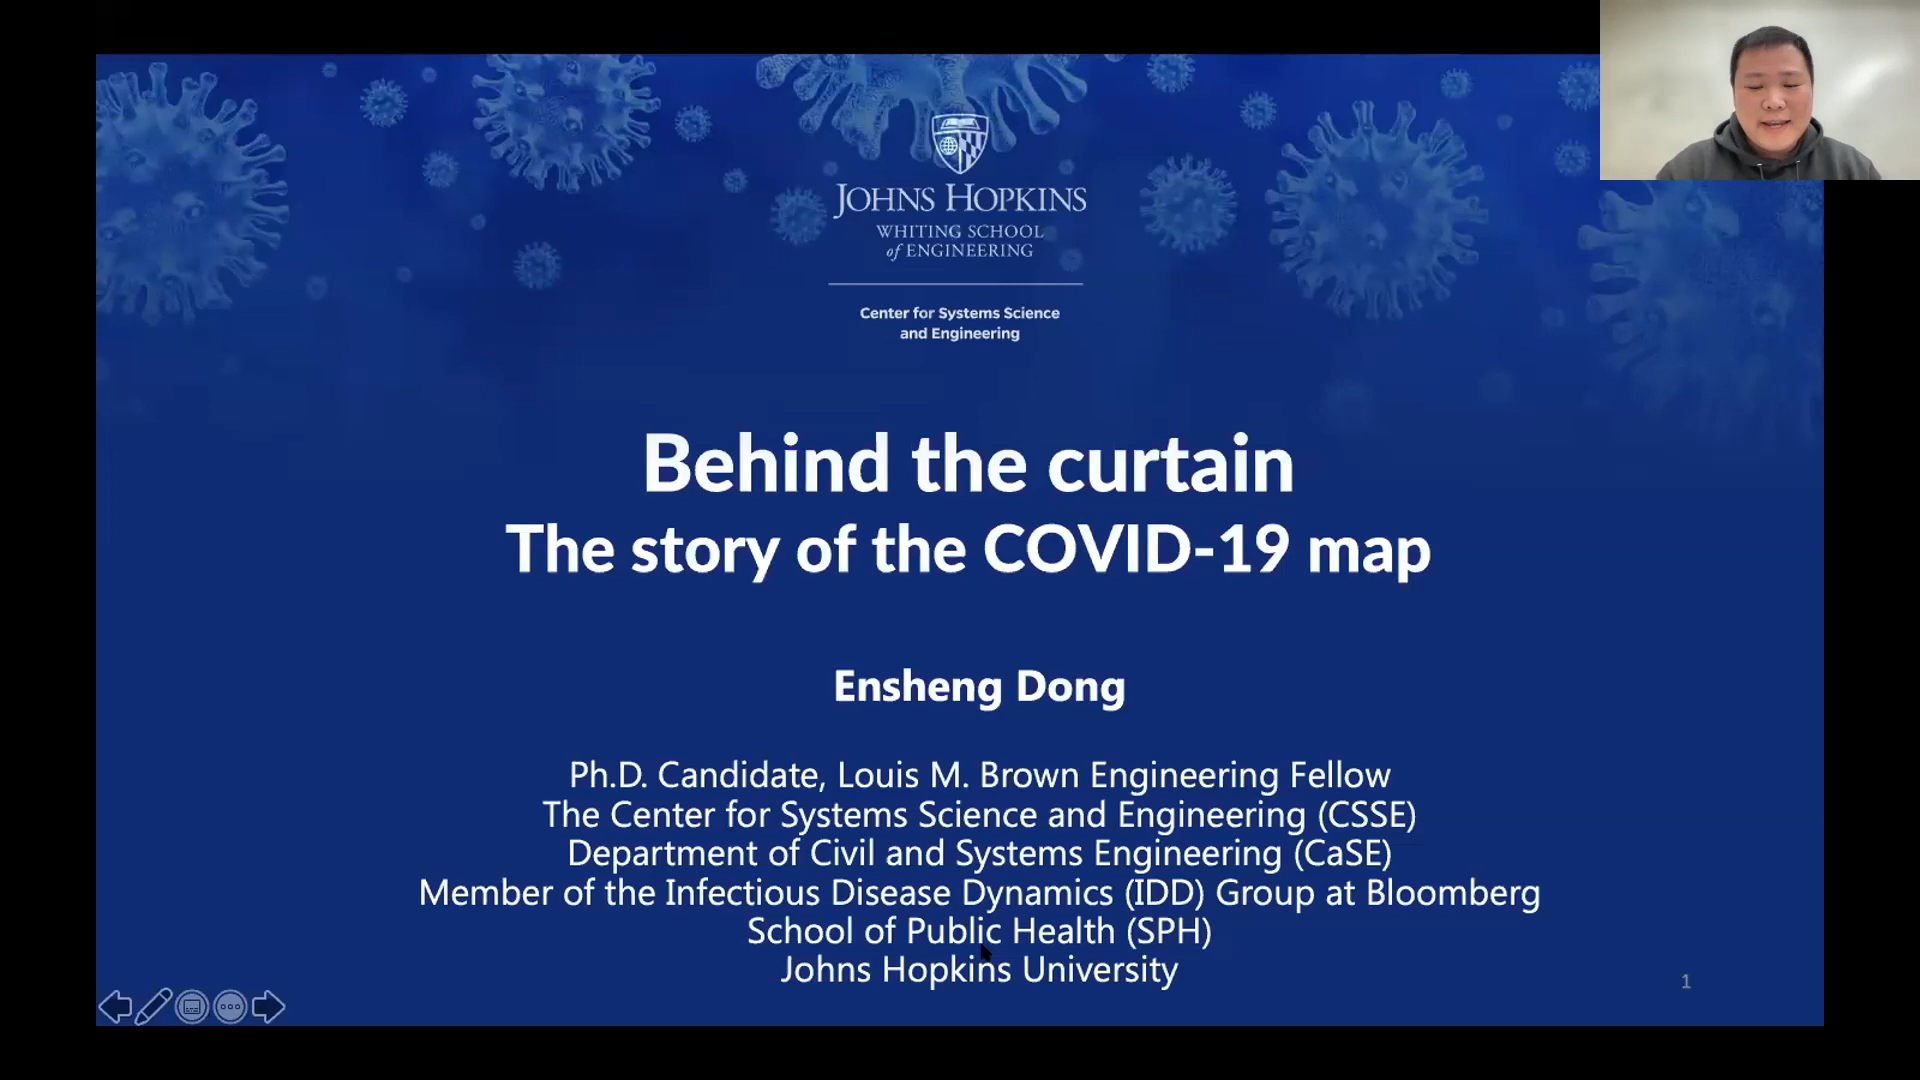 JOHNS HOPKINS
WHITING SCHOOL
of ENGINEERING
Center for Systems Science
and Engineering
Behind the curtain
The story of the COVID-19 map
Ensheng Dong
Ph.D. Candidate, Louis M. Brown Engineering Fellow
The Center for Systems Science and Engineering (CSSE)
Department of Civil and Systems Engineering (CaSE)
Member of the Infectious Disease Dynamics (IDD) Group at Bloomberg
School of Public Health (SPH)
Johns Hopkins University
1